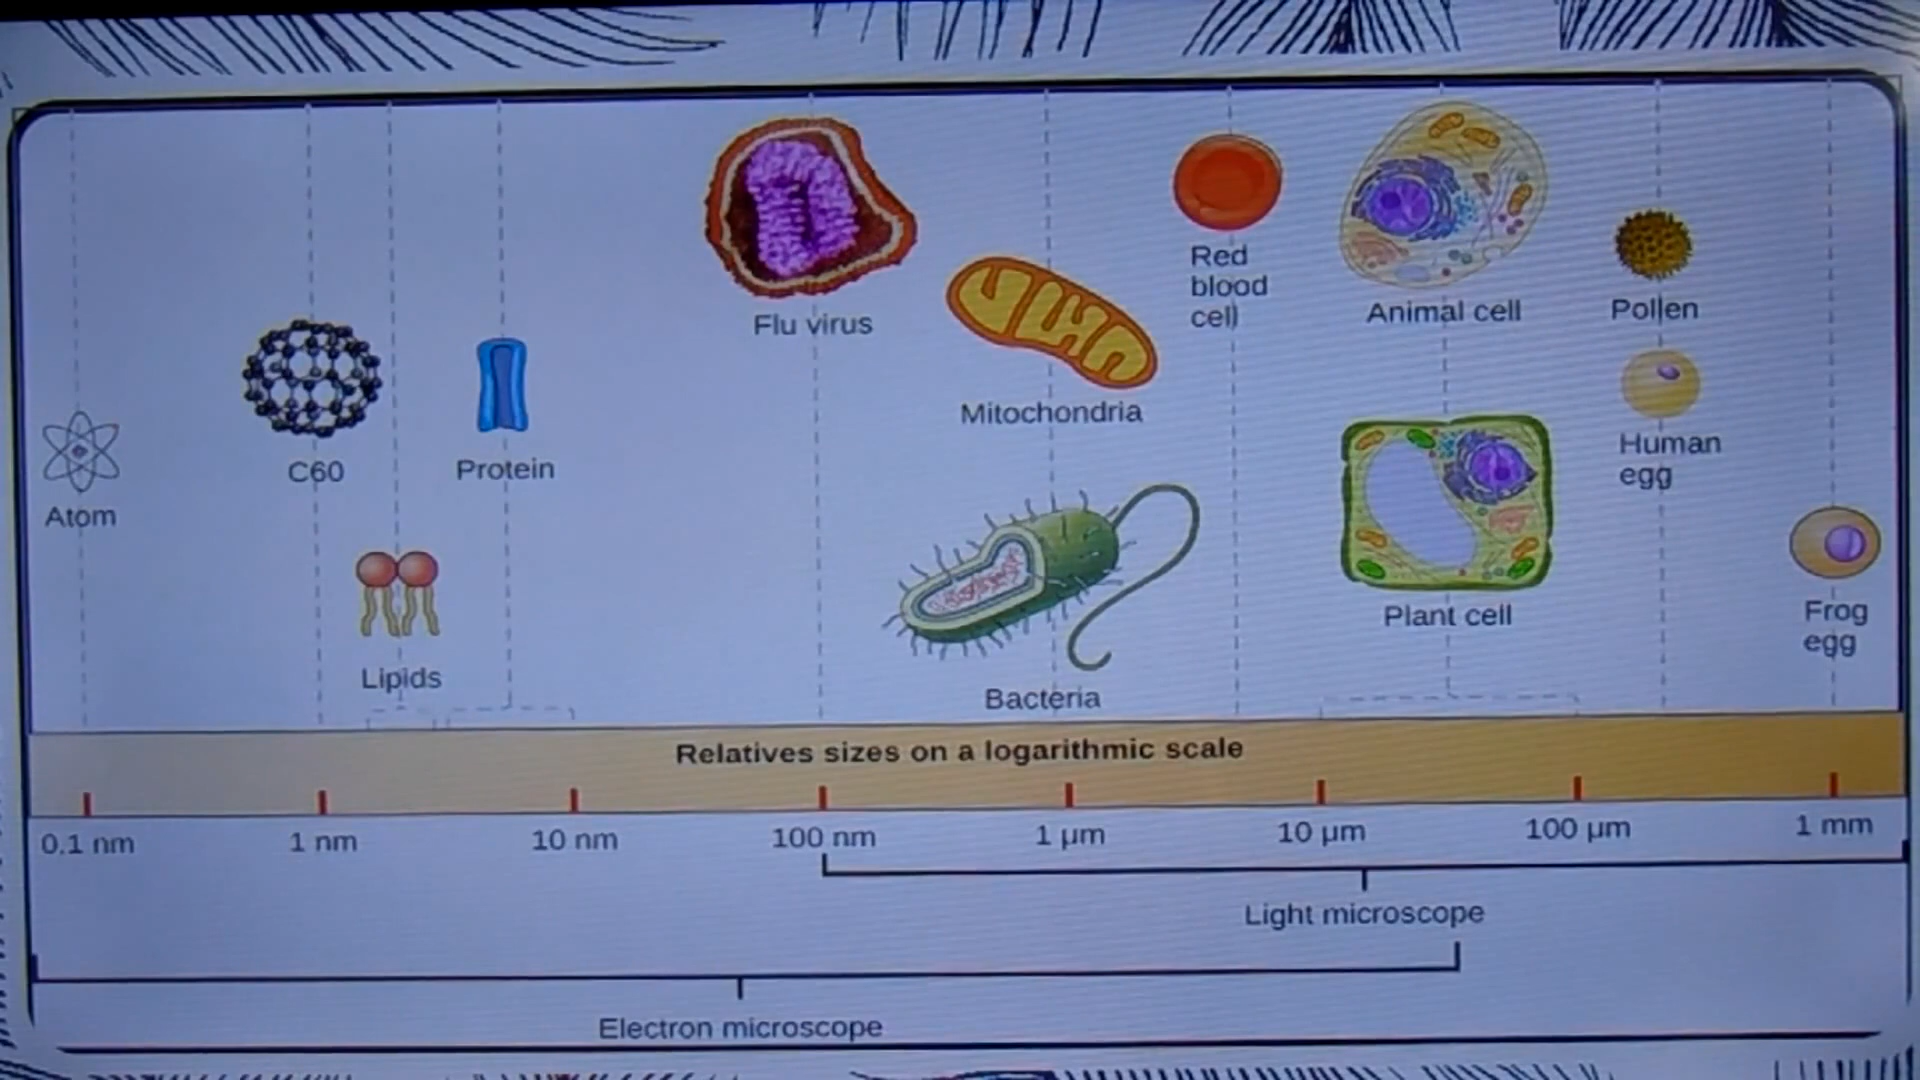 Flu virus
Red
blood
cell
Animal cell
Pollen
Mitochondria
Human
egg
C60
Protein
Atom
Lipids
Bacteria
Plant cell
Frog
egg
Relatives sizes on a logarithmic scale
0.1 nm 1 nm 10 nm 100 nm 1 µm 10 µm 100 µm 1 mm
Light microscope
Electron microscope